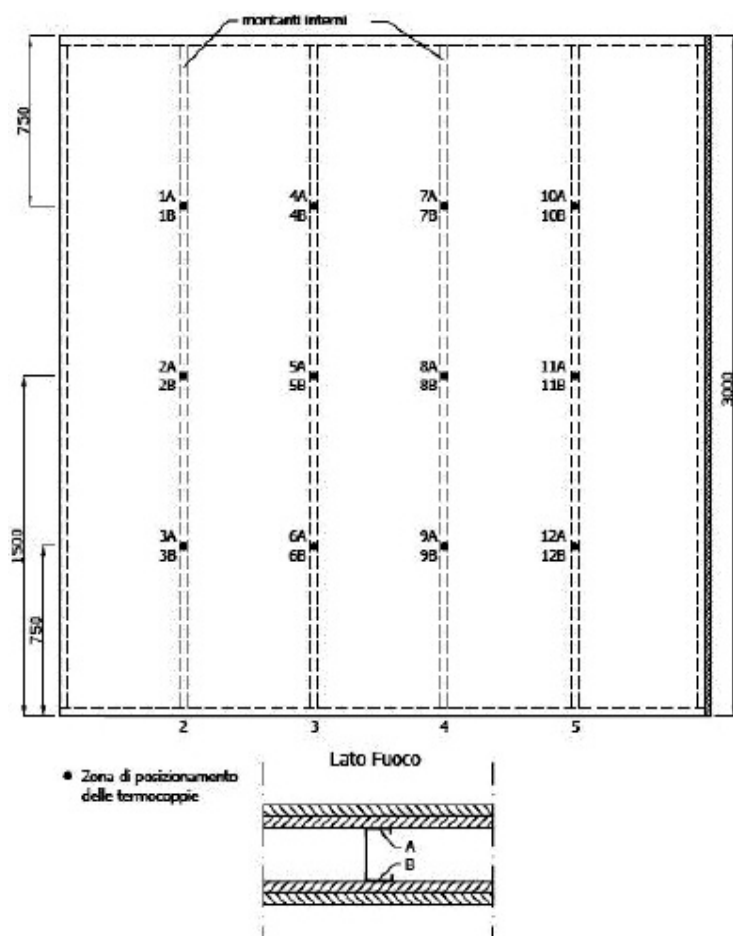 montanti interni
750
1A 4A 7A 10A
1B 4B 7B 10B
2A 5A 8A 11A
2B 5B 8B 11B
3000
1500
3A 6A 9A 12A
3B 6B 9B 12B
750
2 3 4 5
Lato Fuoco
Zona di posizionamento
delle termocoppie
A
B